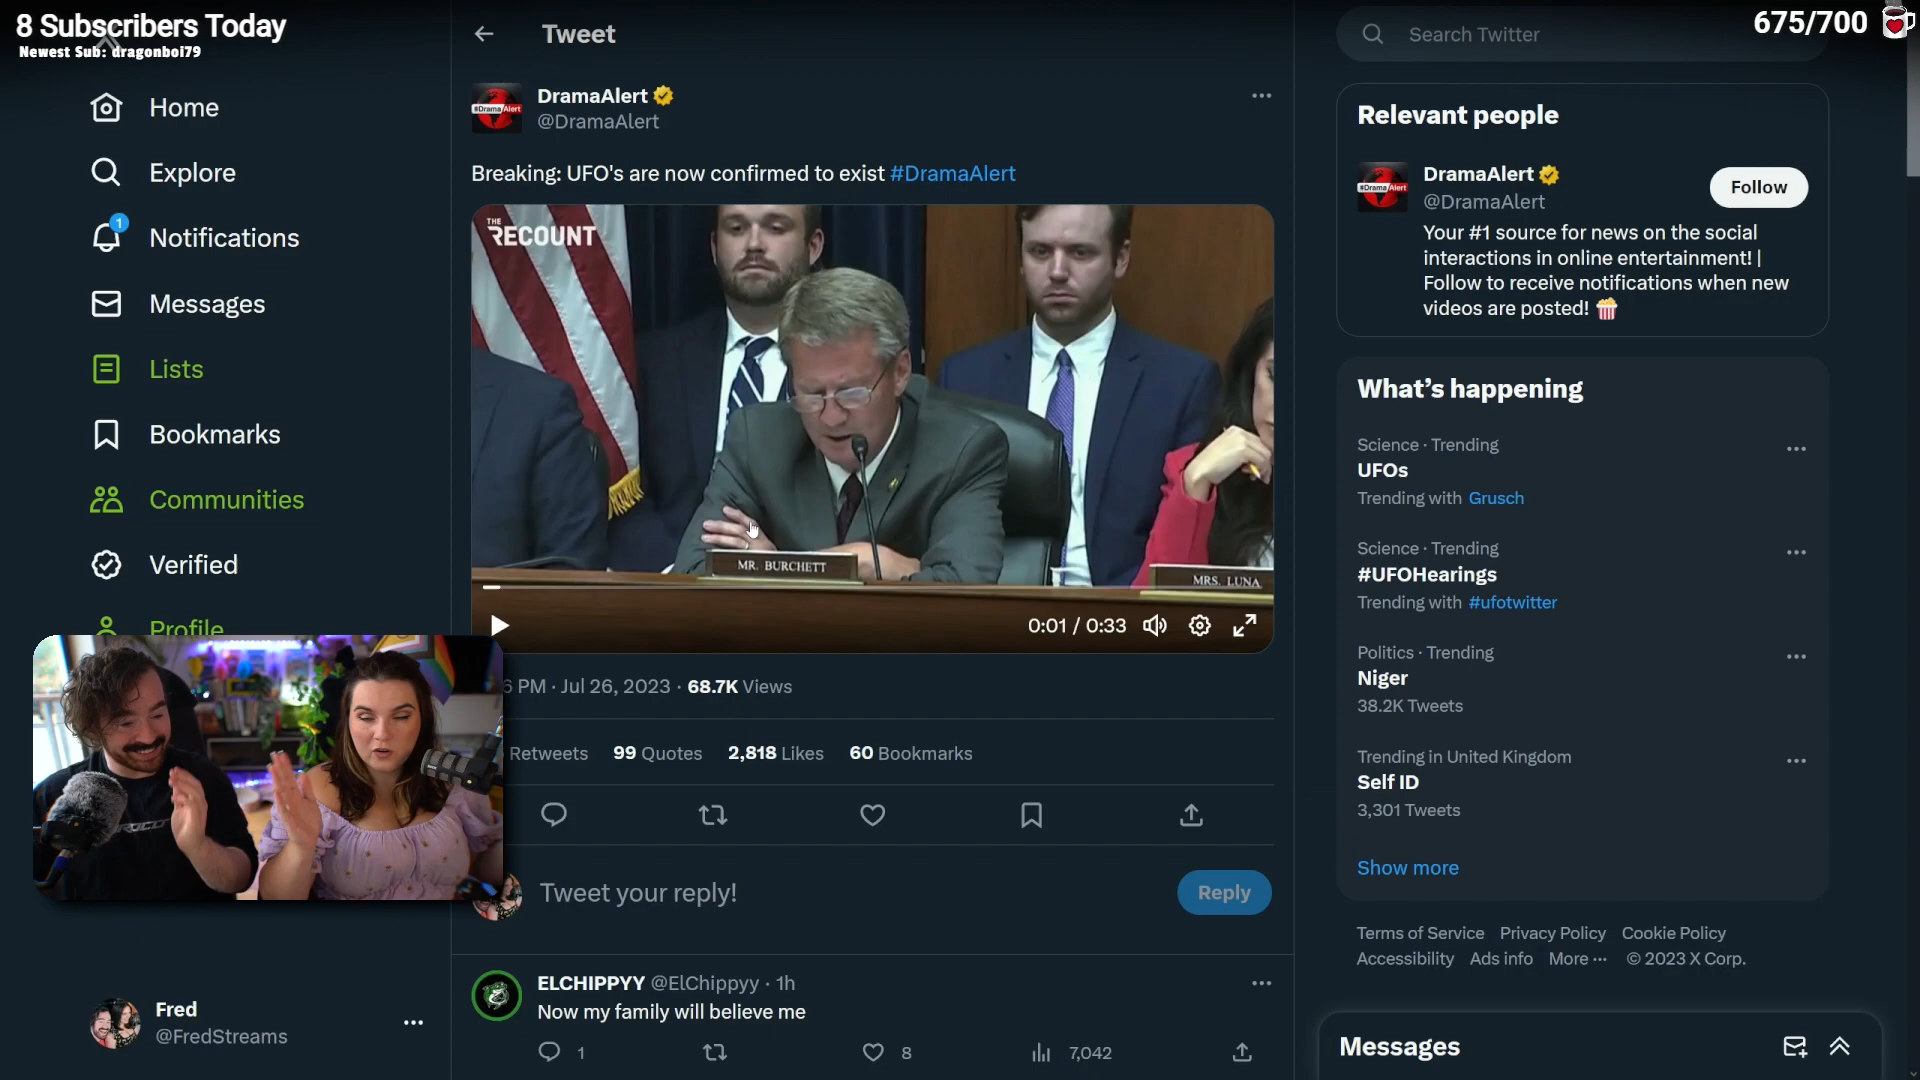 8 Subscribers Today
Newest Sub: dragonboi79
Home
Explore
1
Notifications
Messages
Lists
Bookmarks
Communities
Verified
Profile
Fred
@FredStreams
Tweet
#DramaAlert
DramaAlert
@DramaAlert
Breaking: UFO's are now confirmed to exist #DramaAlert
THE
RECOUNT
MR. BURCHETT
MRS. LUNA
0:01 / 0:33
PM · Jul 26, 2023 · 68.7K Views
Retweets 99 Quotes 2,818 Likes 60 Bookmarks
Tweet your reply!
Reply
ELCHIPPYY @ElChippyy · 1h
Now my family will believe me
1
8
7,042
675/700
Search Twitter
Relevant people
#DramaAlert
DramaAlert
@DramaAlert
Follow
Your #1 source for news on the social
interactions in online entertainment! |
Follow to receive notifications when new
videos are posted!
What's happening
Science · Trending
UFOs
Trending with Grusch
Science · Trending
#UFOHearings
Trending with #ufotwitter
Politics · Trending
Niger
38.2K Tweets
Trending in United Kingdom
Self ID
3,301 Tweets
Show more
Terms of Service Privacy Policy Cookie Policy
Accessibility Ads info More ··· © 2023 X Corp.
Messages